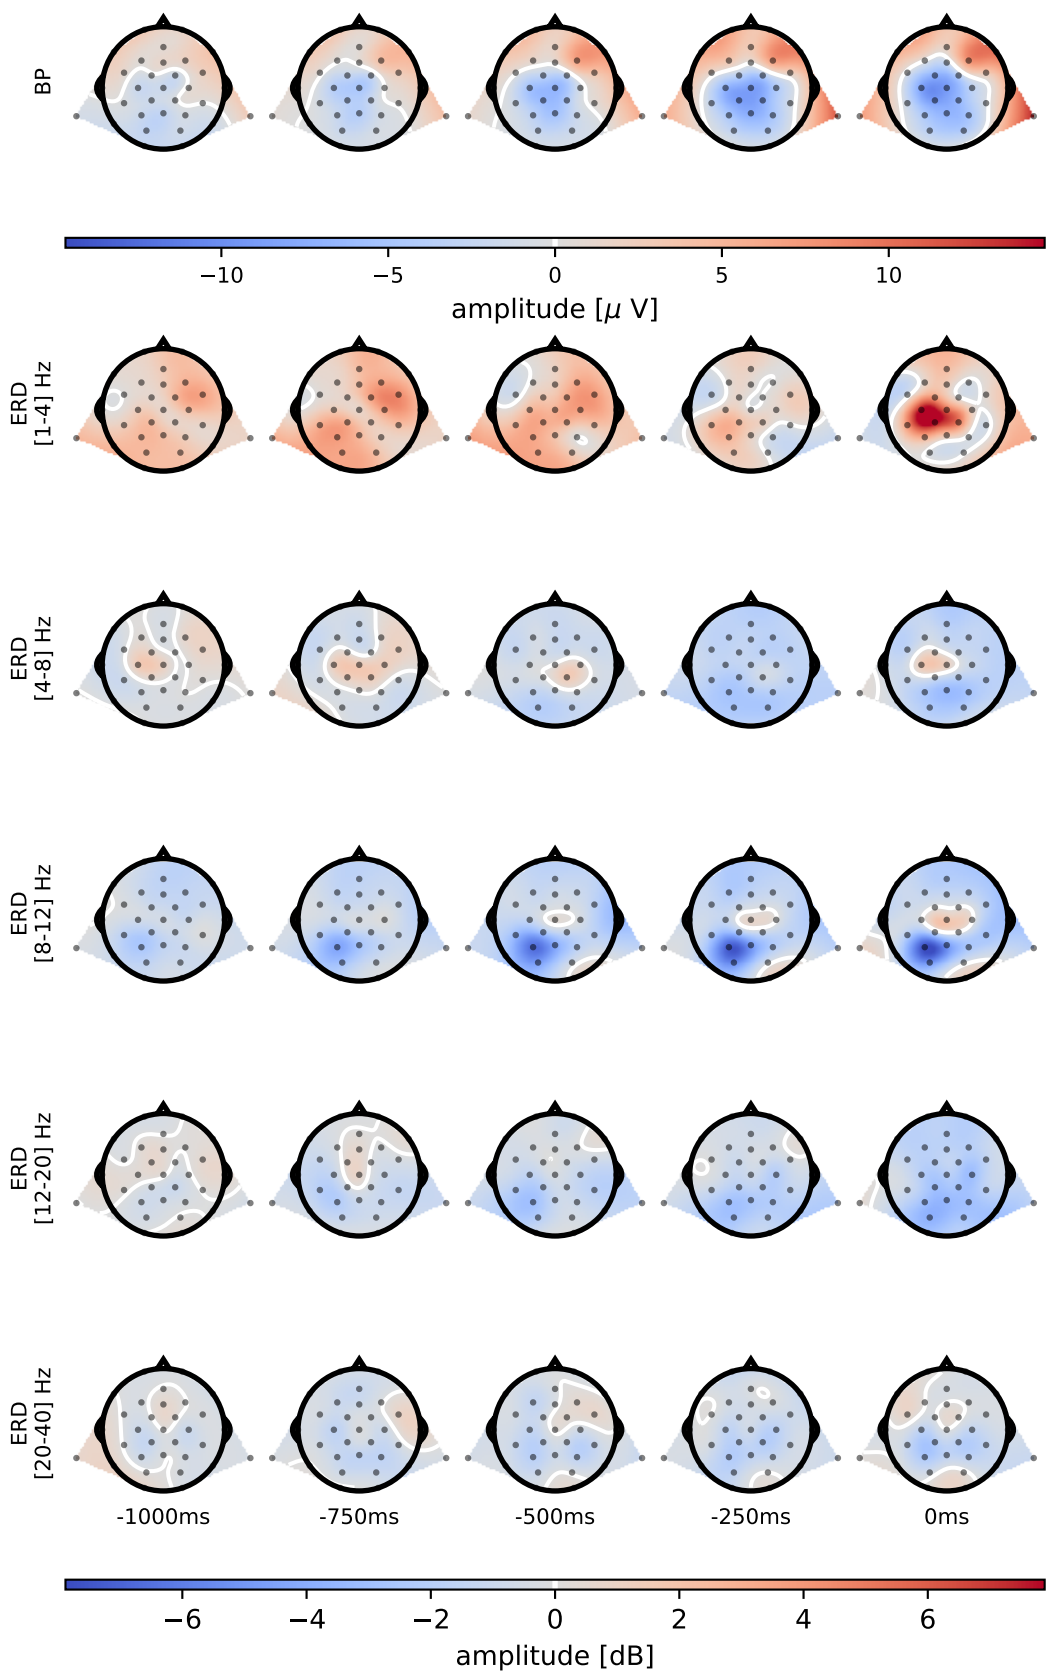 BP
−10 −5 0 5 10
amplitude [μ V]
ERD
[1-4] Hz
ERD
[4-8] Hz
ERD
[8-12] Hz
ERD
[12-20] Hz
ERD
[20-40] Hz
-1000ms -750ms -500ms -250ms 0ms
−6 −4 −2 0 2 4 6
amplitude [dB]